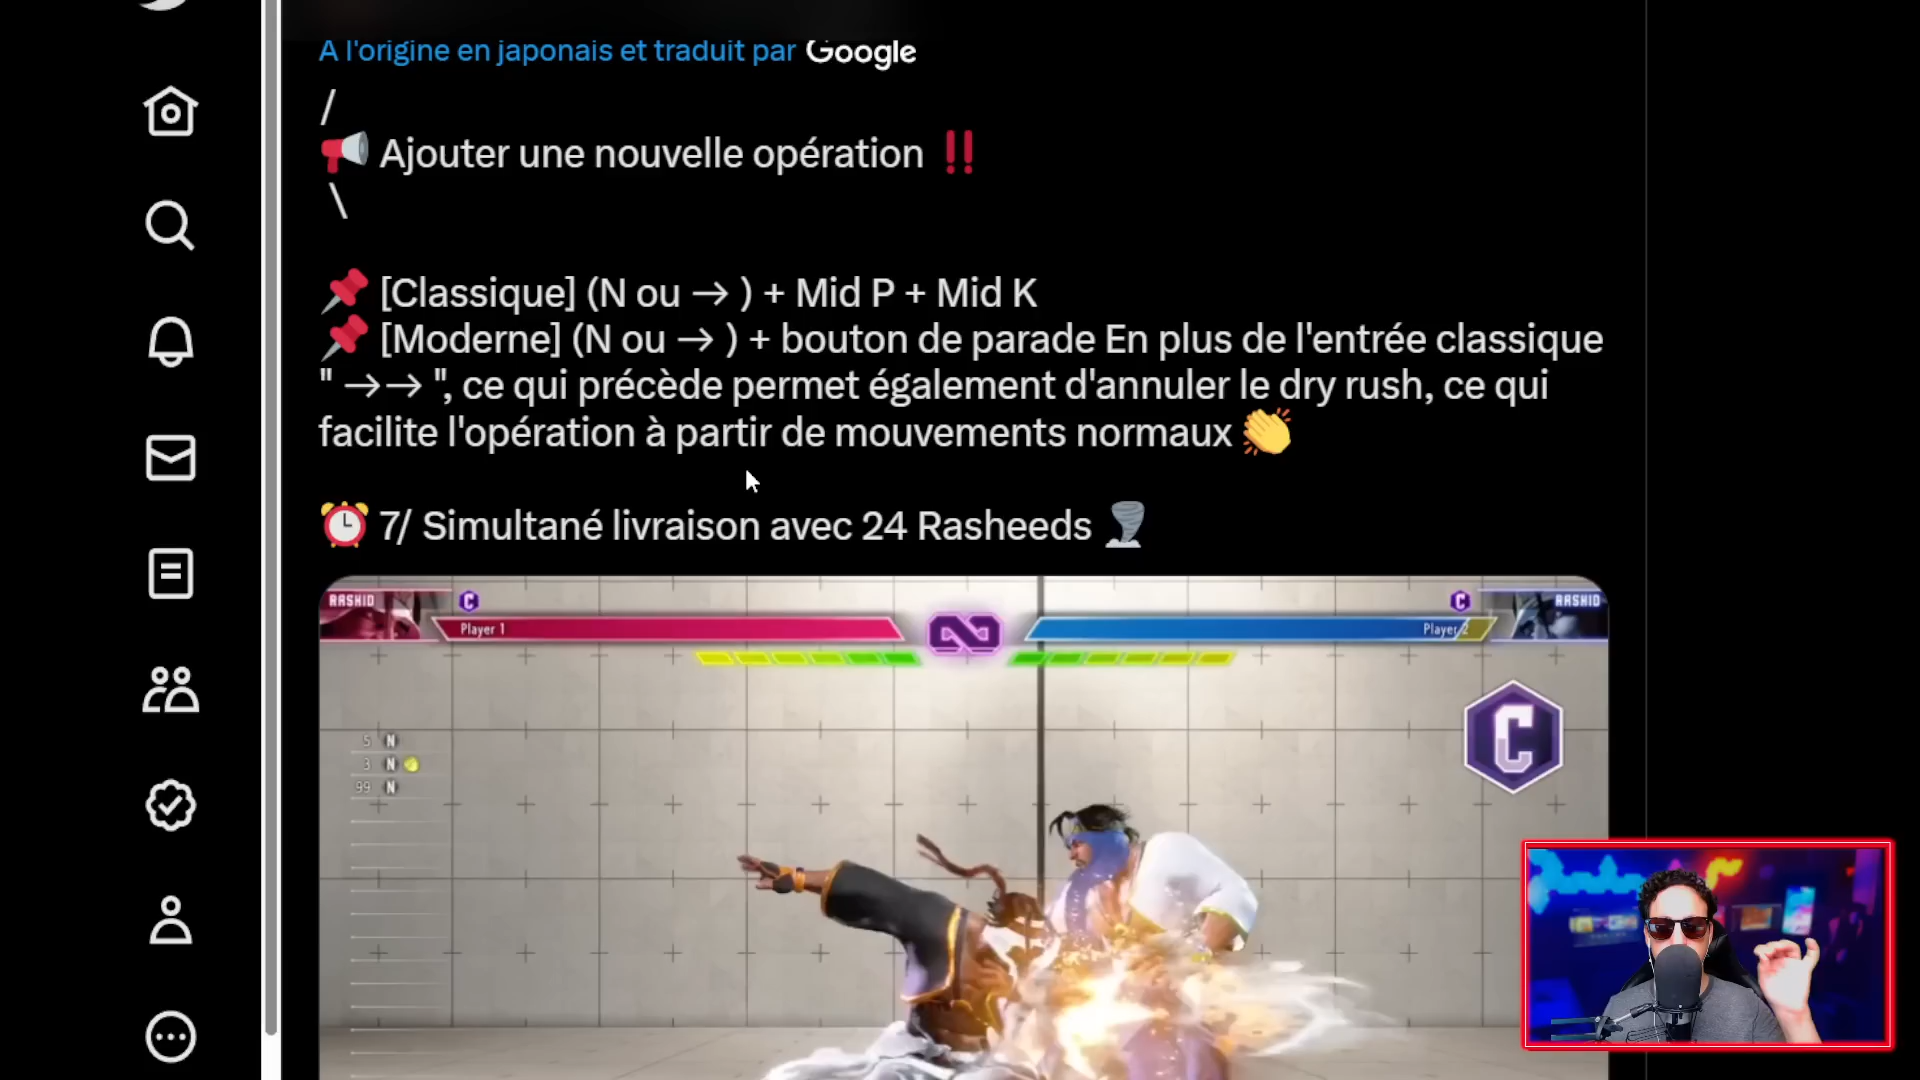 A l'origine en japonais et traduit par Google
/
📢 Ajouter une nouvelle opération ‼
\
📌 [Classique] (N ou → ) + Mid P + Mid K
📌 [Moderne] (N ou → ) + bouton de parade En plus de l'entrée classique
" →→ ", ce qui précède permet également d'annuler le dry rush, ce qui
facilite l'opération à partir de mouvements normaux 👏
⏰ 7/ Simultané livraison avec 24 Rasheeds 🌪
RASHID C
C RASHID
Player 1
Player 2
C
5 N
3 N
99 N